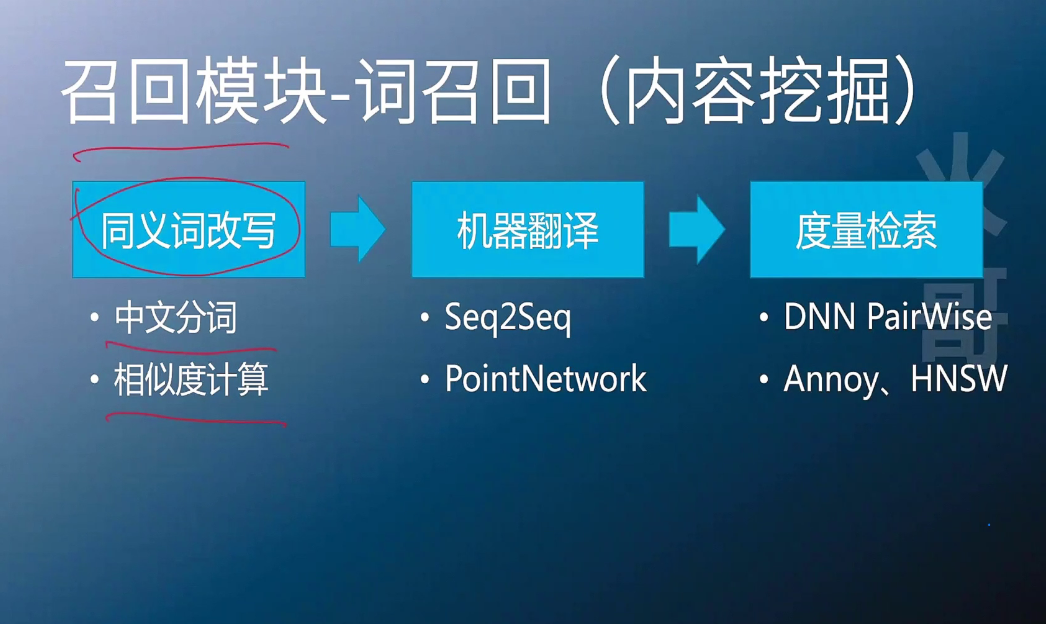 召回模块-词召回（内容挖掘）
同义词改写
机器翻译
度量检索
• 中文分词
• 相似度计算
• Seq2Seq
• PointNetwork
• DNN PairWise
• Annoy、HNSW
火哥